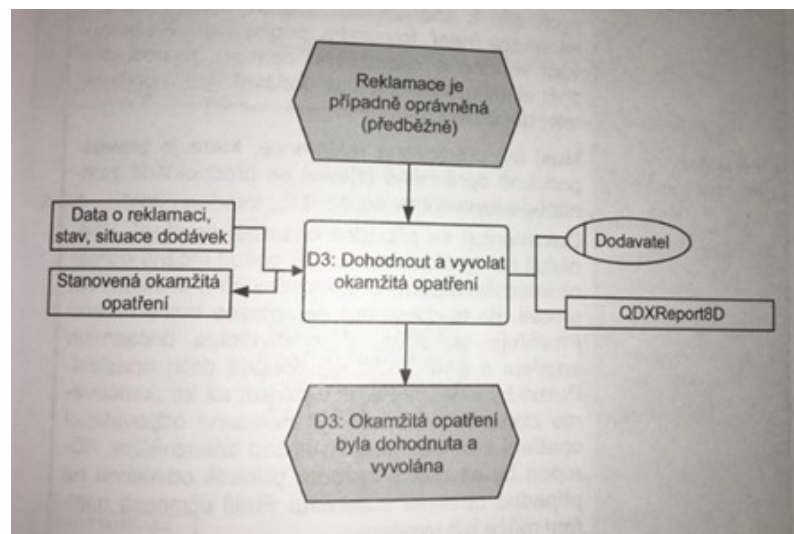 Reklamace je
případně oprávněná
(předběžně)
Data o reklamaci,
stav, situace dodávek
Stanovená okamžitá
opatření
D3: Dohodnout a vyvolat
okamžitá opatření
Dodavatel
QDXReport8D
D3: Okamžitá opatření
byla dohodnuta a
vyvolána